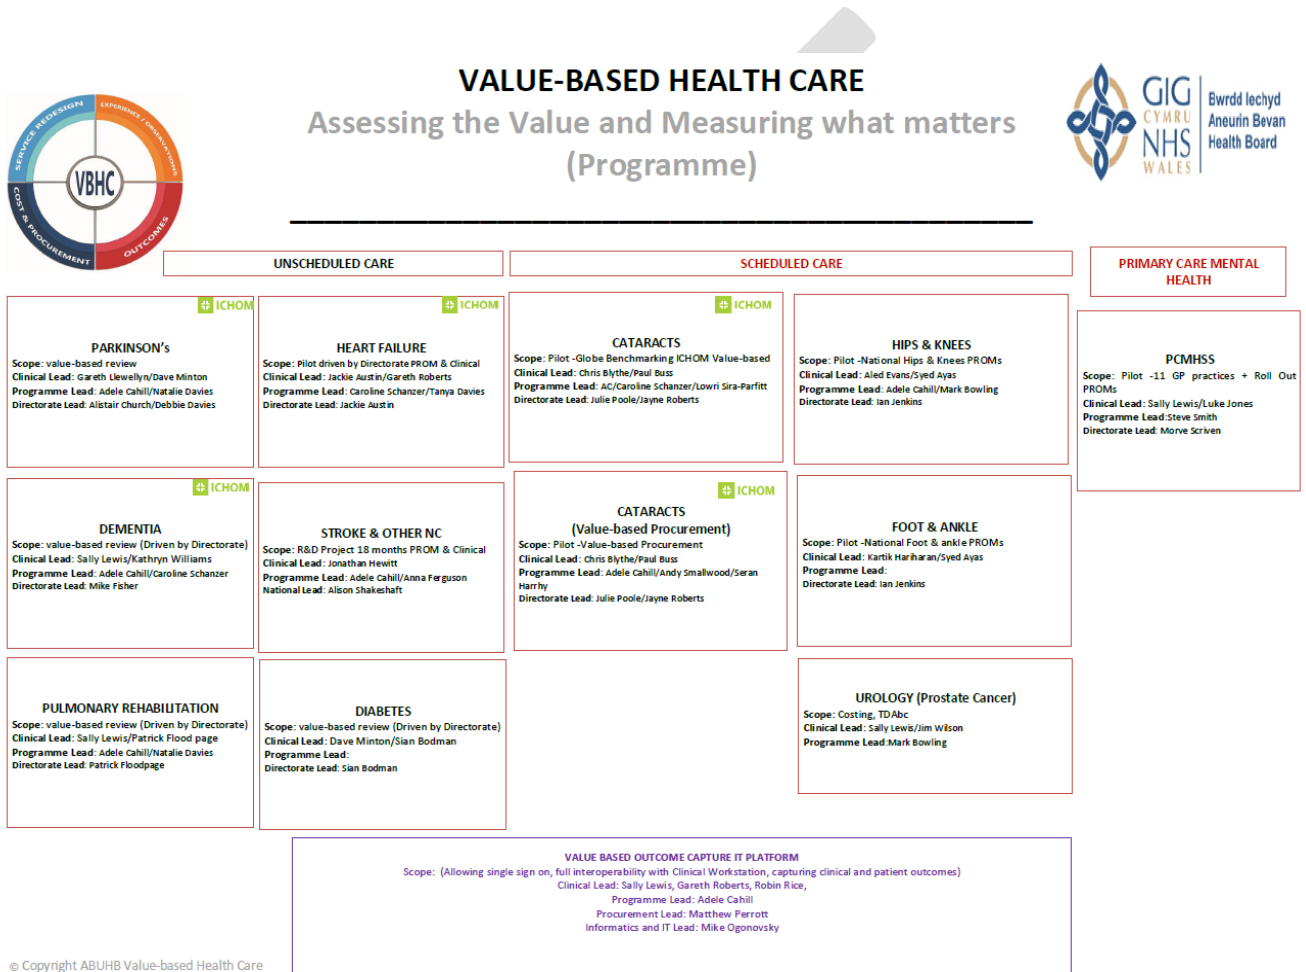 VALUE-BASED HEALTH CARE
Assessing the Value and Measuring what matters
(Programme)
SERVICE REDESIGN
EXPERIENCE / OBSERVATIONS
VBHC
COST & PROCUREMENT
OUTCOMES
GIG
CYMRU
NHS
WALES
Bwrdd Iechyd
Aneurin Bevan
Health Board
UNSCHEDULED CARE
SCHEDULED CARE
PRIMARY CARE MENTAL
HEALTH
ICHOM
PARKINSON's
Scope: value-based review
Clinical Lead: Gareth Llewellyn/Dave Minton
Programme Lead: Adele Cahill/Natalie Davies
Directorate Lead: Alistair Church/Debbie Davies
ICHOM
HEART FAILURE
Scope: Pilot driven by Directorate PROM & Clinical
Clinical Lead: Jackie Austin/Gareth Roberts
Programme Lead: Caroline Schanzer/Tanya Davies
Directorate Lead: Jackie Austin
ICHOM
CATARACTS
Scope: Pilot -Globe Benchmarking ICHOM Value-based
Clinical Lead: Chris Blythe/Paul Buss
Programme Lead: AC/Caroline Schanzer/Lowri Sira-Parfitt
Directorate Lead: Julie Poole/Jayne Roberts
HIPS & KNEES
Scope: Pilot -National Hips & Knees PROMs
Clinical Lead: Aled Evans/Syed Ayas
Programme Lead: Adele Cahill/Mark Bowling
Directorate Lead: Ian Jenkins
PCMHSS
Scope: Pilot -11 GP practices + Roll Out
PROMs
Clinical Lead: Sally Lewis/Luke Jones
Programme Lead:Steve Smith
Directorate Lead: Morve Scriven
ICHOM
DEMENTIA
Scope: value-based review (Driven by Directorate)
Clinical Lead: Sally Lewis/Kathryn Williams
Programme Lead: Adele Cahill/Caroline Schanzer
Directorate Lead: Mike Fisher
STROKE & OTHER NC
Scope: R&D Project 18 months PROM & Clinical
Clinical Lead: Jonathan Hewitt
Programme Lead: Adele Cahill/Anna Ferguson
National Lead: Alison Shakeshaft
ICHOM
CATARACTS
(Value-based Procurement)
Scope: Pilot -Value-based Procurement
Clinical Lead: Chris Blythe/Paul Buss
Programme Lead: Adele Cahill/Andy Smallwood/Seran
Harrhy
Directorate Lead: Julie Poole/Jayne Roberts
FOOT & ANKLE
Scope: Pilot -National Foot & ankle PROMs
Clinical Lead: Kartik Hariharan/Syed Ayas
Programme Lead:
Directorate Lead: Ian Jenkins
PULMONARY REHABILITATION
Scope: value-based review (Driven by Directorate)
Clinical Lead: Sally Lewis/Patrick Flood page
Programme Lead: Adele Cahill/Natalie Davies
Directorate Lead: Patrick Floodpage
DIABETES
Scope: value-based review (Driven by Directorate)
Clinical Lead: Dave Minton/Sian Bodman
Programme Lead:
Directorate Lead: Sian Bodman
UROLOGY (Prostate Cancer)
Scope: Costing, TDAbc
Clinical Lead: Sally Lewis/Jim Wilson
Programme Lead:Mark Bowling
VALUE BASED OUTCOME CAPTURE IT PLATFORM
Scope: (Allowing single sign on, full interoperability with Clinical Workstation, capturing clinical and patient outcomes)
Clinical Lead: Sally Lewis, Gareth Roberts, Robin Rice,
Programme Lead: Adele Cahill
Procurement Lead: Matthew Perrott
Informatics and IT Lead: Mike Ogonovsky
© Copyright ABUHB Value-based Health Care